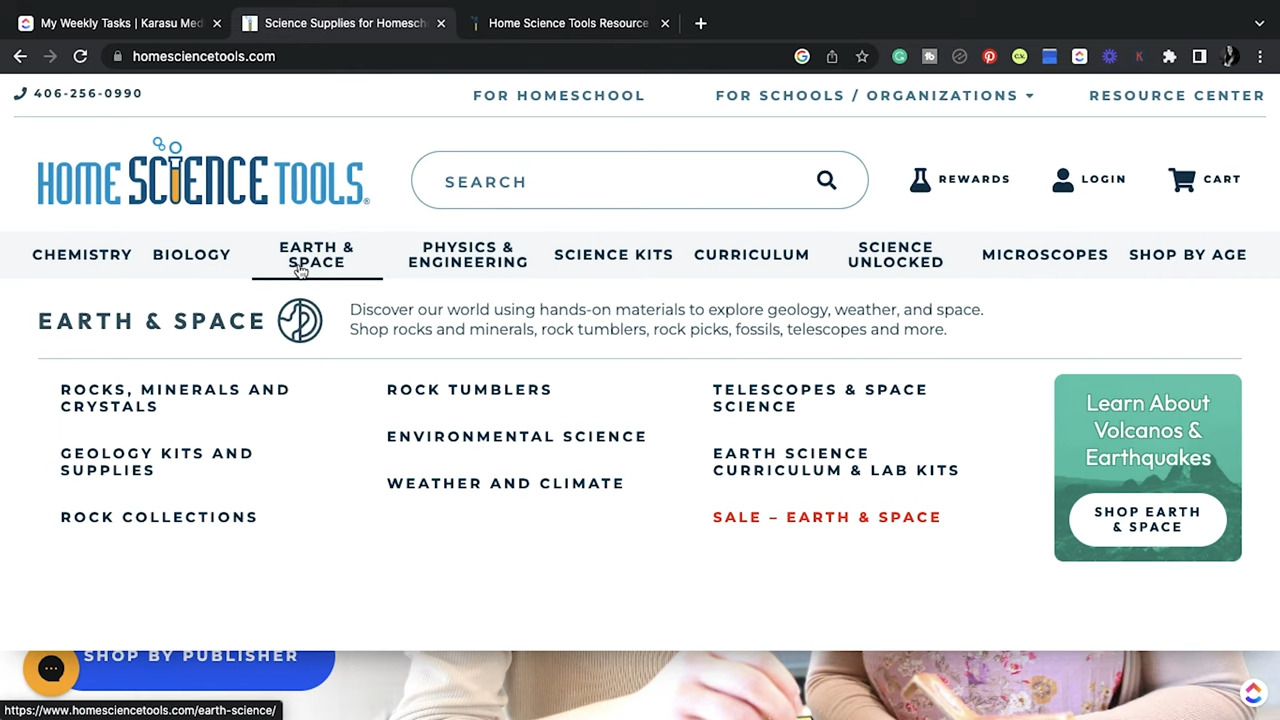 My Weekly Tasks | Karasu Med
Science Supplies for Homesch
Home Science Tools Resource
homesciencetools.com
406-256-0990
FOR HOMESCHOOL
FOR SCHOOLS / ORGANIZATIONS
RESOURCE CENTER
HOME SCIENCE TOOLS®
SEARCH
REWARDS
LOGIN
CART
CHEMISTRY
BIOLOGY
EARTH &
SPACE
PHYSICS &
ENGINEERING
SCIENCE KITS
CURRICULUM
SCIENCE
UNLOCKED
MICROSCOPES
SHOP BY AGE
EARTH & SPACE
Discover our world using hands-on materials to explore geology, weather, and space.
Shop rocks and minerals, rock tumblers, rock picks, fossils, telescopes and more.
ROCKS, MINERALS AND
CRYSTALS
GEOLOGY KITS AND
SUPPLIES
ROCK COLLECTIONS
ROCK TUMBLERS
ENVIRONMENTAL SCIENCE
WEATHER AND CLIMATE
TELESCOPES & SPACE
SCIENCE
EARTH SCIENCE
CURRICULUM & LAB KITS
SALE – EARTH & SPACE
Learn About
Volcanos &
Earthquakes
SHOP EARTH
& SPACE
SHOP BY PUBLISHER
https://www.homesciencetools.com/earth-science/